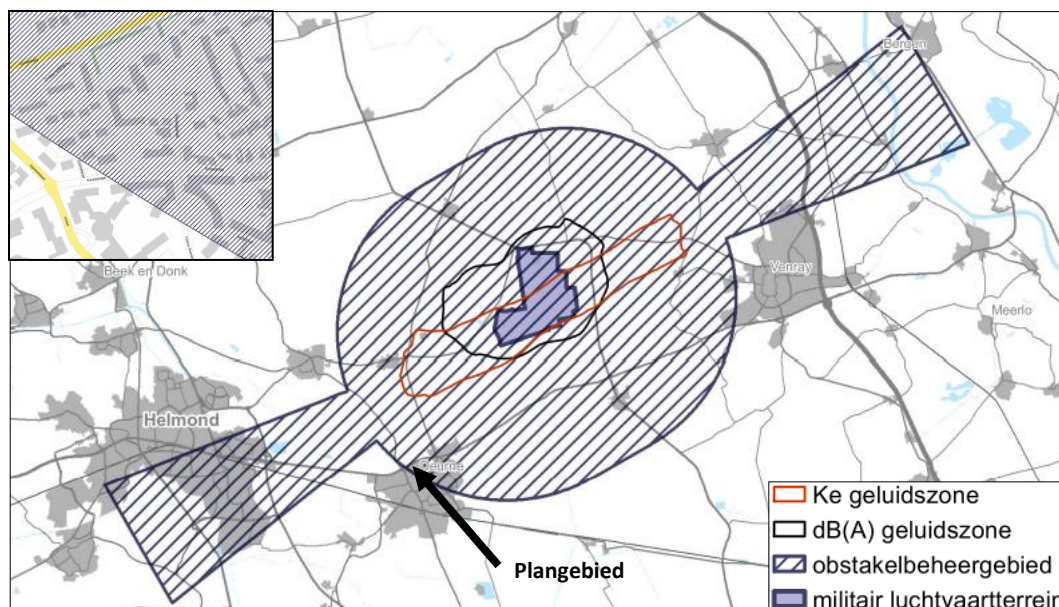 Bergen
Beek en Donk
Venray
Meerlo
Helmond
Deurne
Plangebied
Ke geluidszone
dB(A) geluidszone
obstakelbeheergebied
militair luchtvaartterrein